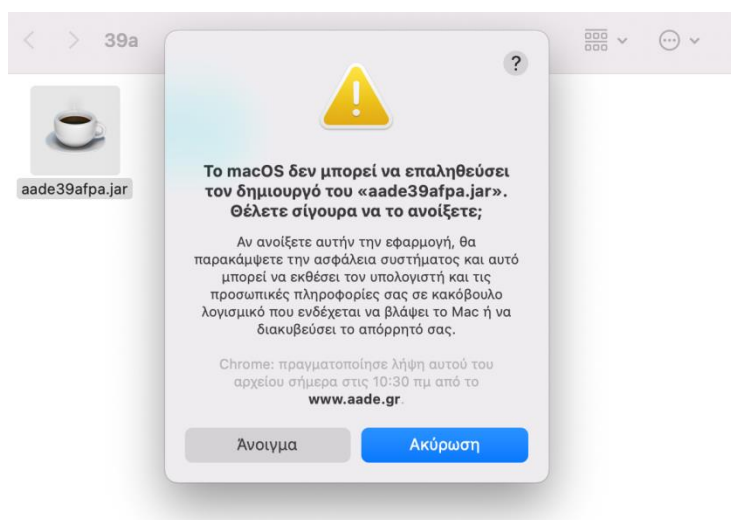 39a
?
aade39afpa.jar
Το macOS δεν μπορεί να επαληθεύσει
τον δημιουργό του «aade39afpa.jar».
Θέλετε σίγουρα να το ανοίξετε;
Αν ανοίξετε αυτήν την εφαρμογή, θα
παρακάμψετε την ασφάλεια συστήματος και αυτό
μπορεί να εκθέσει τον υπολογιστή και τις
προσωπικές πληροφορίες σας σε κακόβουλο
λογισμικό που ενδέχεται να βλάψει το Mac ή να
διακυβεύσει το απόρρητό σας.
Chrome: πραγματοποίησε λήψη αυτού του
αρχείου σήμερα στις 10:30 πμ από το
www.aade.gr.
Άνοιγμα
Ακύρωση